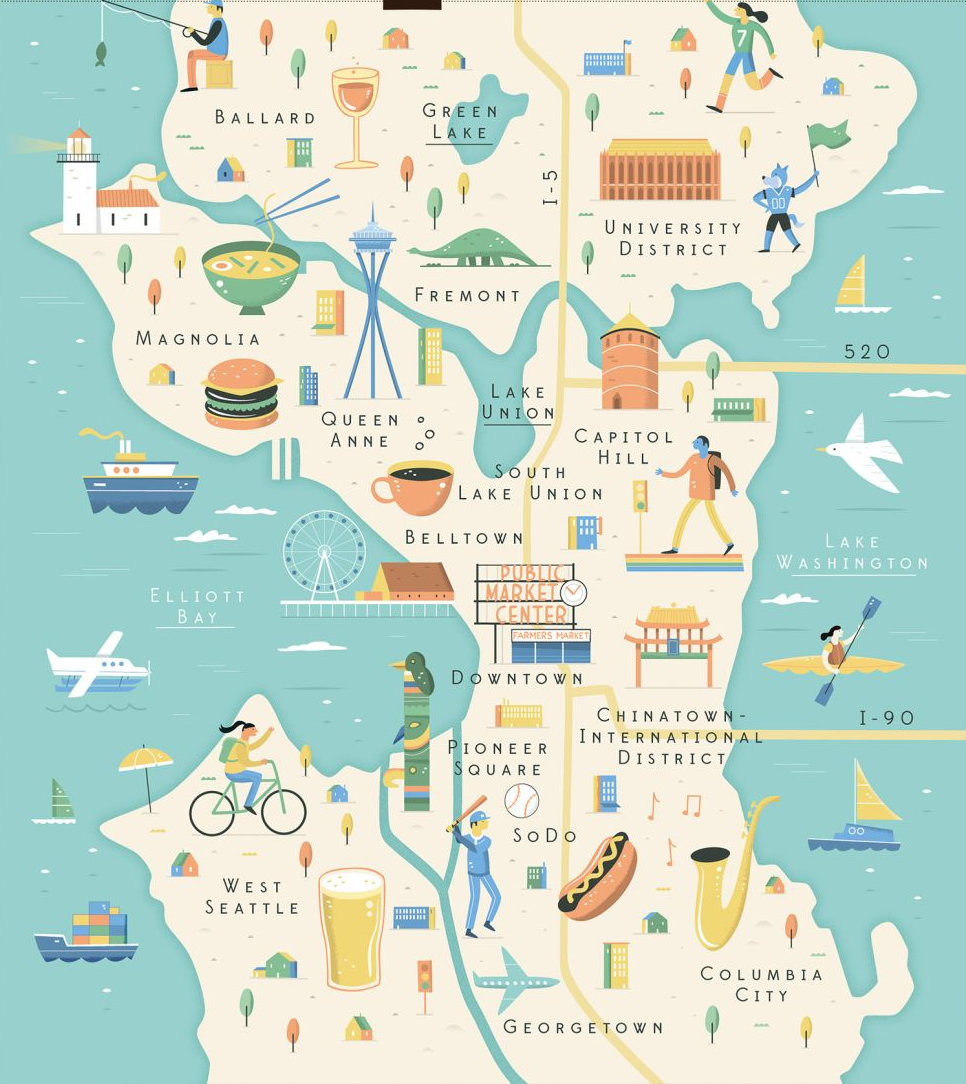 7
BALLARD
GREEN
LAKE
I-5
UNIVERSITY
DISTRICT
FREMONT
MAGNOLIA
520
LAKE
UNION
QUEEN
ANNE
CAPITOL
HILL
SOUTH
LAKE UNION
BELLTOWN
LAKE
WASHINGTON
ELLIOTT
BAY
PUBLIC
MARKET
CENTER
FARMERS MARKET
DOWNTOWN
CHINATOWN-
INTERNATIONAL
DISTRICT
I-90
PIONEER
SQUARE
SODO
WEST
SEATTLE
COLUMBIA
CITY
GEORGETOWN